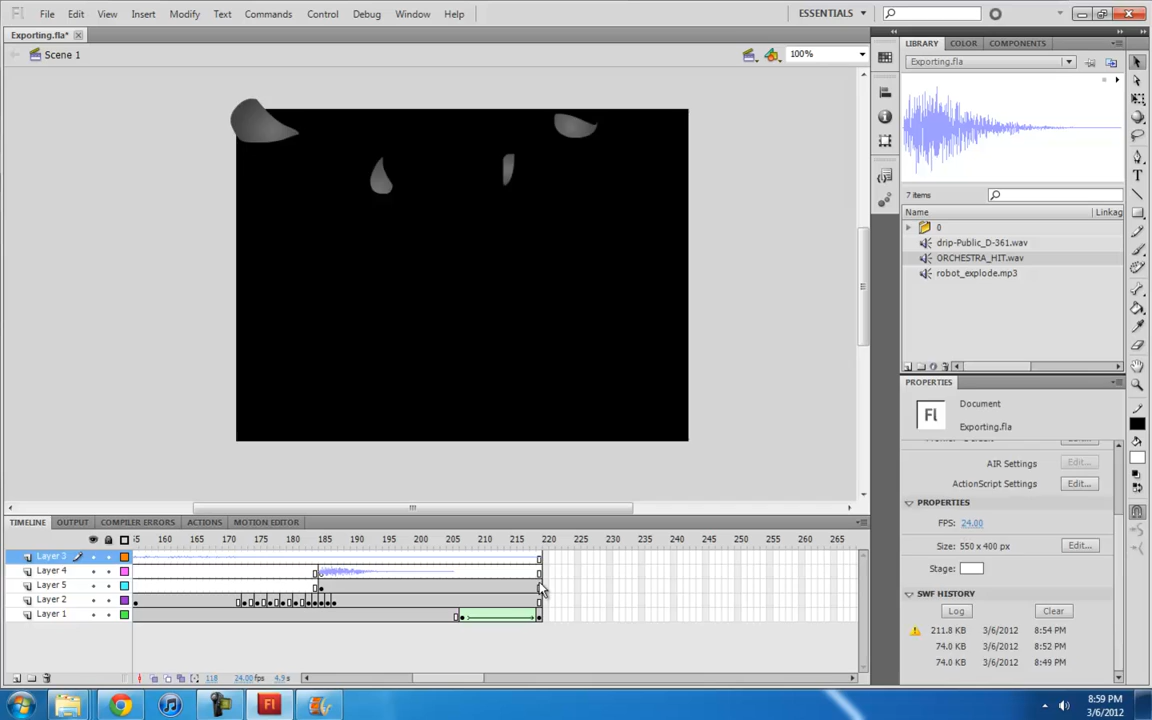 File Edit View Insert Modify Text Commands Control Debug Window Help ESSENTIALS
Exporting.fla*
Scene 1 100%
LIBRARY COLOR COMPONENTS
Exporting.fla
7 items
Name Linkag
0
drip-Public_D-361.wav
ORCHESTRA_HIT.wav
robot_explode.mp3
PROPERTIES
Fl Document
Exporting.fla
Edit...
AIR Settings Edit...
ActionScript Settings Edit...
PROPERTIES
FPS: 24.00
Size: 550 x 400 px Edit...
Stage:
SWF HISTORY
Log Clear
211.8 KB 3/6/2012 8:54 PM
74.0 KB 3/6/2012 8:52 PM
74.0 KB 3/6/2012 8:49 PM
TIMELINE OUTPUT COMPILER ERRORS ACTIONS MOTION EDITOR
160 165 170 175 180 185 190 195 200 205 210 215 220 225 230 235 240 245 250 255 260 265
Layer 3
Layer 4
Layer 5
Layer 2
Layer 1
118 24.00 fps 4.9 s
Fl
8:59 PM
3/6/2012